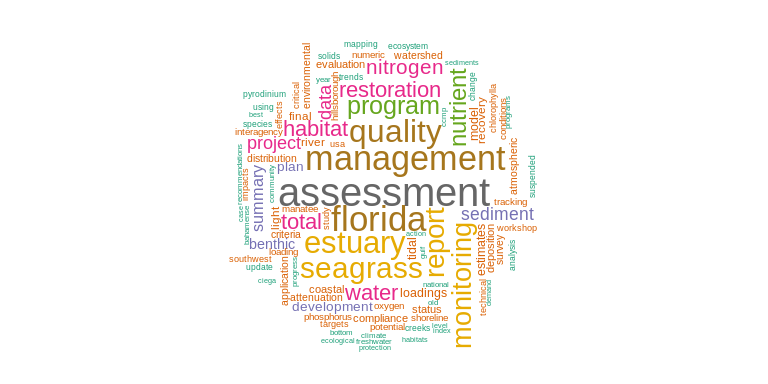 mapping
ecosystem
solids
numeric
watershed
sediments
environmental
evaluation
nitrogen
year
trends
critical
data
hillsborough
restoration
nutrient
change
pyrodinium
using
best
species
effects
final
program
ccmp
model
recovery
chlorophylla
conditions
programs
interagency
habitat
quality
project
river
usa
distribution
plan
management
atmospheric
suspended
recommendations
impacts
community
summary
assessment
tracking
case
bahamense
light
manatee
study
total
florida
report
sediment
workshop
criteria
action
benthic
estuary
tidal
gulf
monitoring
estimates
deposition
survey
analysis
loading
southwest
update
progress
seagrass
ciega
application
coastal
attenuation
water
national
loadings
technical
demand
development
oxygen
old
status
phosphorus
compliance
shoreline
targets
potential
creeks
level
index
bottom
climate
ecological
freshwater
habitats
protection